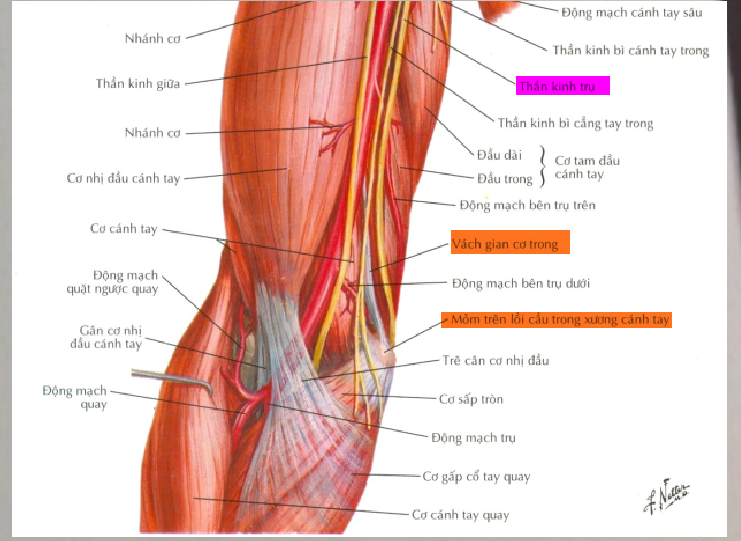 Động mạch cánh tay sâu
Nhánh cơ
Thần kinh bì cánh tay trong
Thần kinh giữa
Thần kinh trụ
Thần kinh bì cẳng tay trong
Nhánh cơ
Đầu dài
Đầu trong
Cơ tam đầu
cánh tay
Cơ nhị đầu cánh tay
Động mạch bên trụ trên
Cơ cánh tay
Vách gian cơ trong
Động mạch
quặt ngược quay
Động mạch bên trụ dưới
Mỏm trên lồi cầu trong xương cánh tay
Gân cơ nhị
đầu cánh tay
Trẽ cân cơ nhị đầu
Động mạch
quay
Cơ sấp tròn
Động mạch trụ
Cơ gấp cổ tay quay
Cơ cánh tay quay
F. Netter